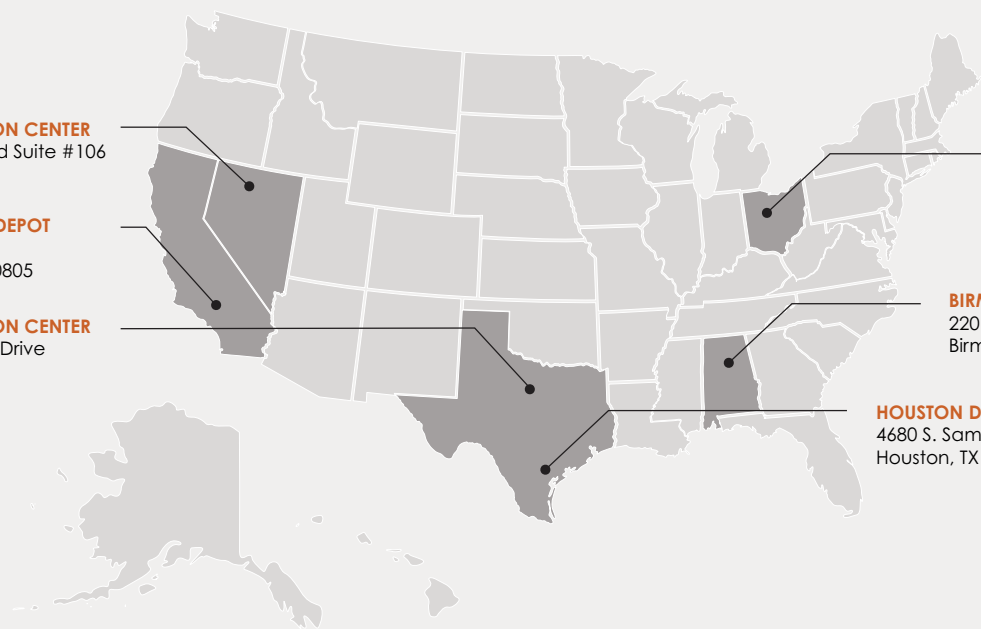 ON CENTER
d Suite #106
DEPOT
0805
ON CENTER
Drive
BIRM
220
Birm
HOUSTON D
4680 S. Sam
Houston, TX